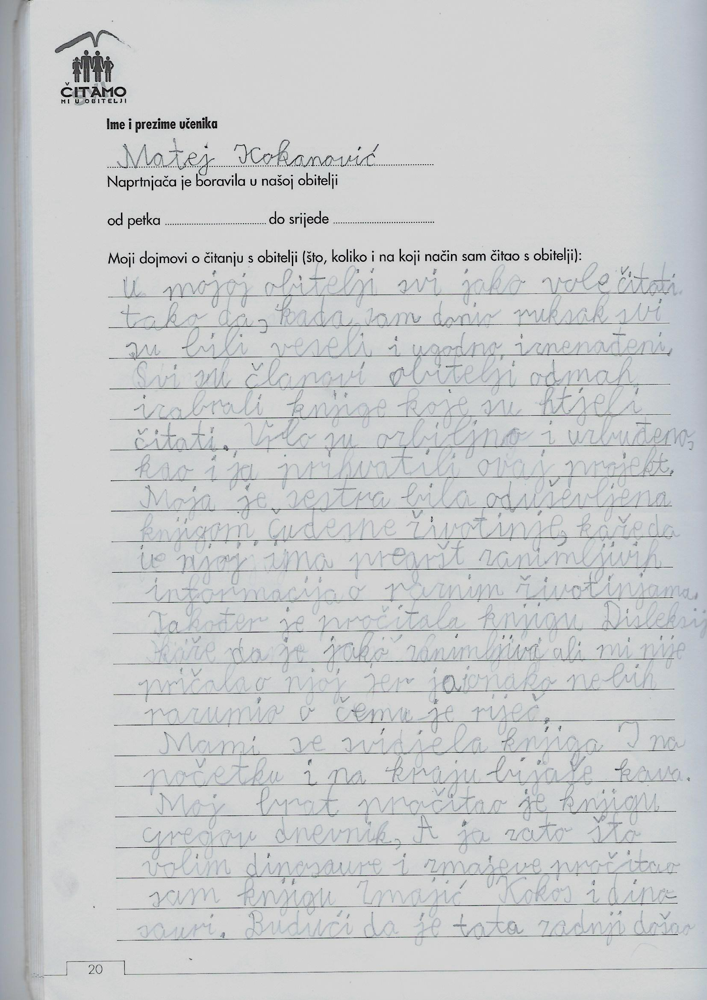 ČITAMO
MI U OBITELJI
Ime i prezime učenika
Matej Kokanović
Naprtnjača je boravila u našoj obitelji
od petka ........................ do srijede ........................
Moji dojmovi o čitanju s obitelji (što, koliko i na koji način sam čitao s obitelji):
U mojoj obitelji svi jako vole čitati
tako da, kada sam donio ruksak svi
su bili veseli i ugodno iznenađeni.
Svi su članovi obitelji odmah
izabrali knjige koje su htjeli
čitati. Vrlo su ozbiljno i uzbuđeno,
kao i ja prihvatili ovaj projekt.
Moja je sestra bila oduševljena
knjigom Čudesne životinje, kaže da
u njoj ima pregršt zanimljivih
informacija o raznim životinjama.
Također je pročitala knjigu Disleksij
kaže da je jako zanimljiva ali mi nije
pričala o njoj jer ja ionako nebih
razumio o čemu je riječ.
Mami se svidjela knjiga I na
početku i na kraju bijaše kava.
Moj brat pročitao je knjigu
Gregov dnevnik, A ja zato što
volim dinosaure i zmajeve pročitao
sam knjigu Zmajić Kokos i dino-
sauri. Budući da je tata zadnji došao
20